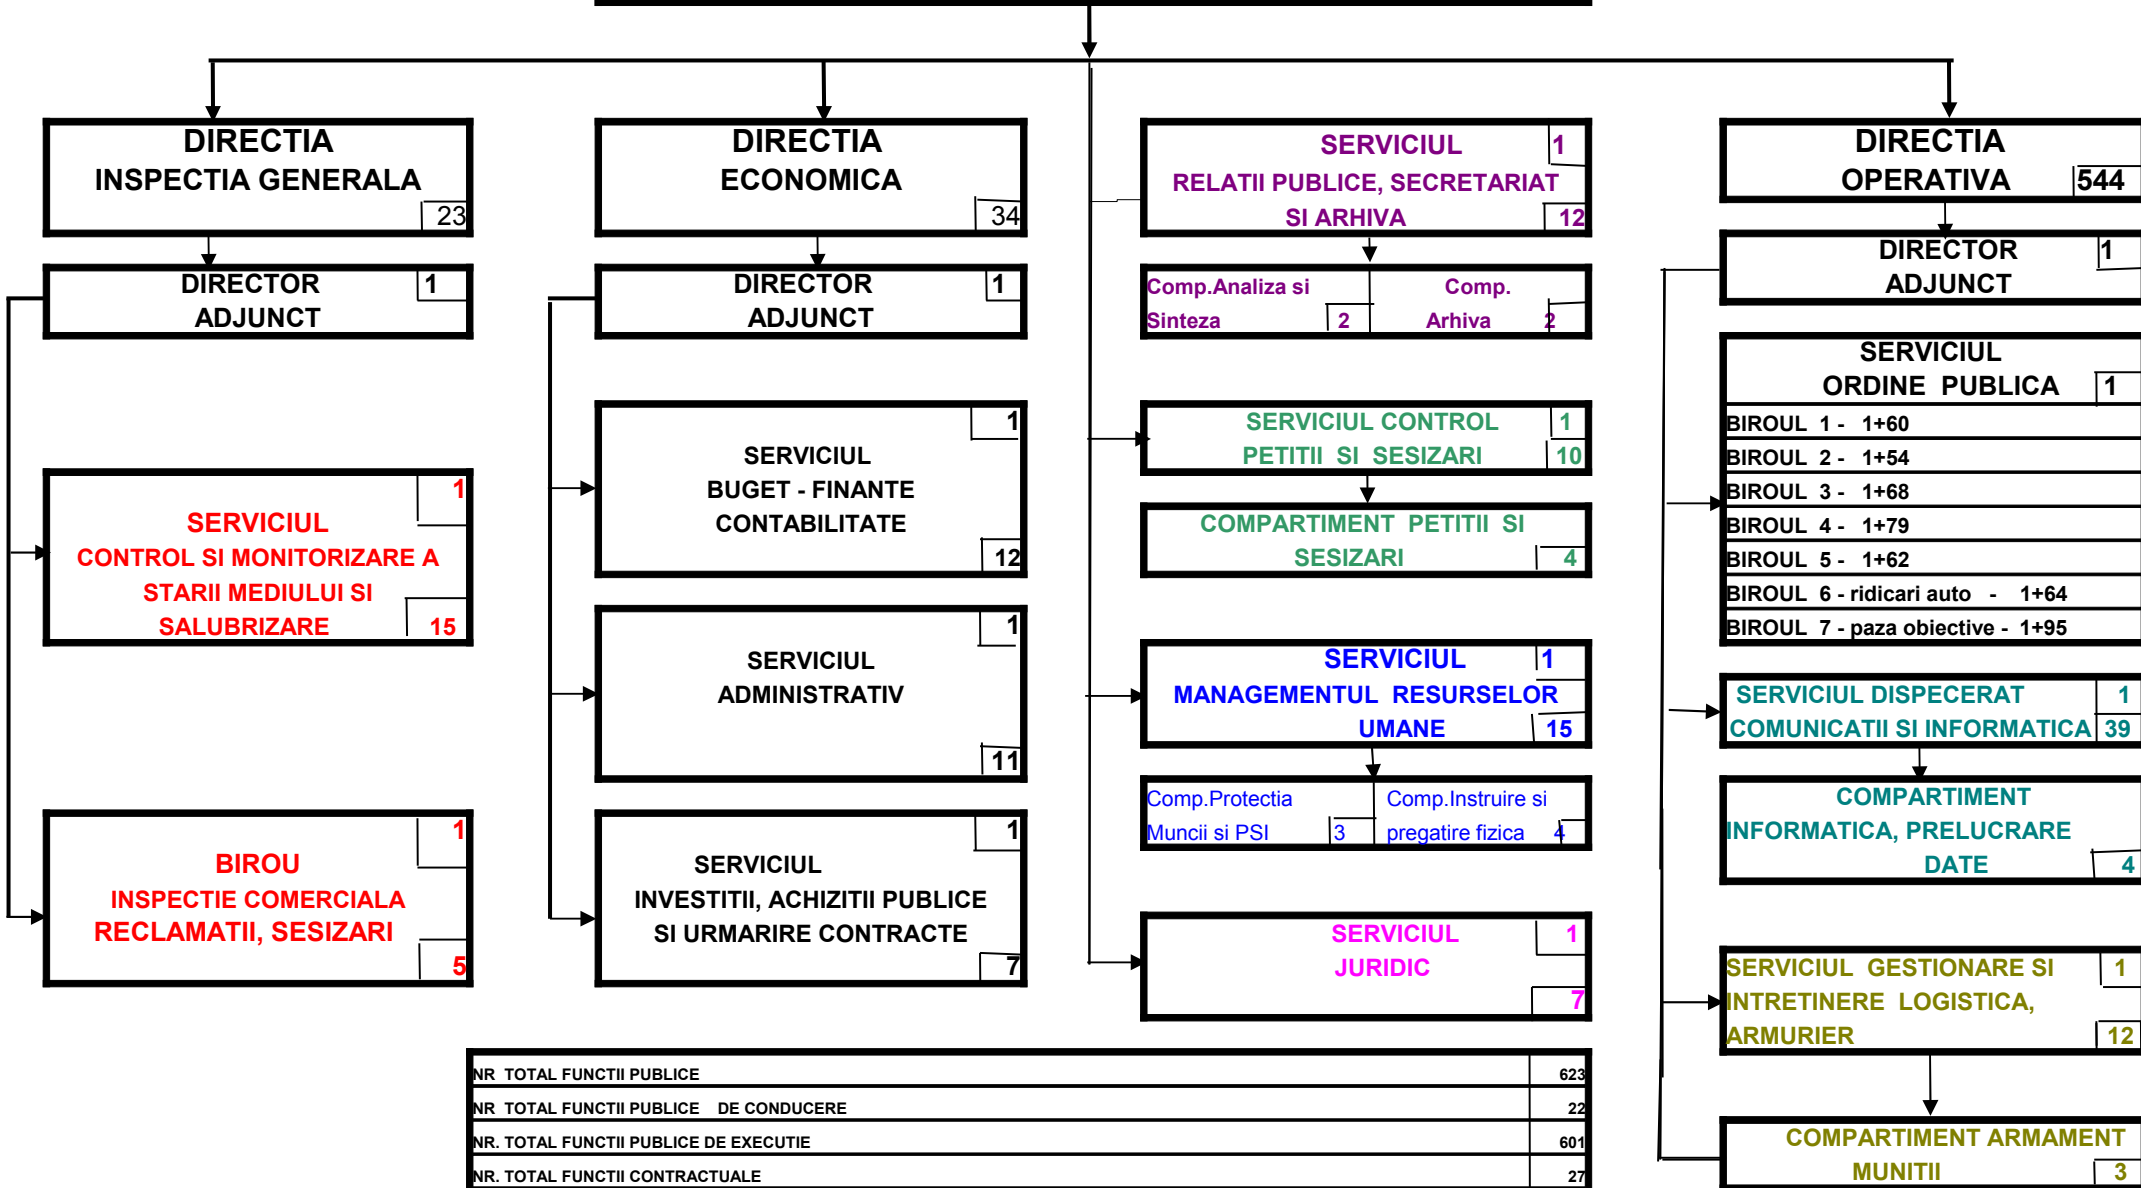 DIRECTIA
INSPECTIA GENERALA
23
DIRECTOR 1
ADJUNCT
1
SERVICIUL
CONTROL SI MONITORIZARE A
STARII MEDIULUI SI
SALUBRIZARE 15
1
BIROU
INSPECTIE COMERCIALA
RECLAMATII, SESIZARI
5
DIRECTIA
ECONOMICA
34
DIRECTOR 1
ADJUNCT
1
SERVICIUL
BUGET - FINANTE
CONTABILITATE
12
1
SERVICIUL
ADMINISTRATIV
11
1
SERVICIUL
INVESTITII, ACHIZITII PUBLICE
SI URMARIRE CONTRACTE
7
SERVICIUL 1
RELATII PUBLICE, SECRETARIAT
SI ARHIVA 12
Comp.Analiza si
Sinteza 2
Comp.
Arhiva 2
SERVICIUL CONTROL 1
PETITII SI SESIZARI 10
COMPARTIMENT PETITII SI
SESIZARI 4
SERVICIUL 1
MANAGEMENTUL RESURSELOR
UMANE 15
Comp.Protectia
Muncii si PSI 3
Comp.Instruire si
pregatire fizica 4
SERVICIUL 1
JURIDIC
7
DIRECTIA
OPERATIVA 544
DIRECTOR 1
ADJUNCT
SERVICIUL
ORDINE PUBLICA 1
BIROUL 1 - 1+60
BIROUL 2 - 1+54
BIROUL 3 - 1+68
BIROUL 4 - 1+79
BIROUL 5 - 1+62
BIROUL 6 - ridicari auto - 1+64
BIROUL 7 - paza obiective - 1+95
SERVICIUL DISPECERAT 1
COMUNICATII SI INFORMATICA 39
COMPARTIMENT
INFORMATICA, PRELUCRARE
DATE 4
SERVICIUL GESTIONARE SI 1
INTRETINERE LOGISTICA,
ARMURIER 12
COMPARTIMENT ARMAMENT
MUNITII 3
NR TOTAL FUNCTII PUBLICE 623
NR TOTAL FUNCTII PUBLICE DE CONDUCERE 22
NR. TOTAL FUNCTII PUBLICE DE EXECUTIE 601
NR. TOTAL FUNCTII CONTRACTUALE 27